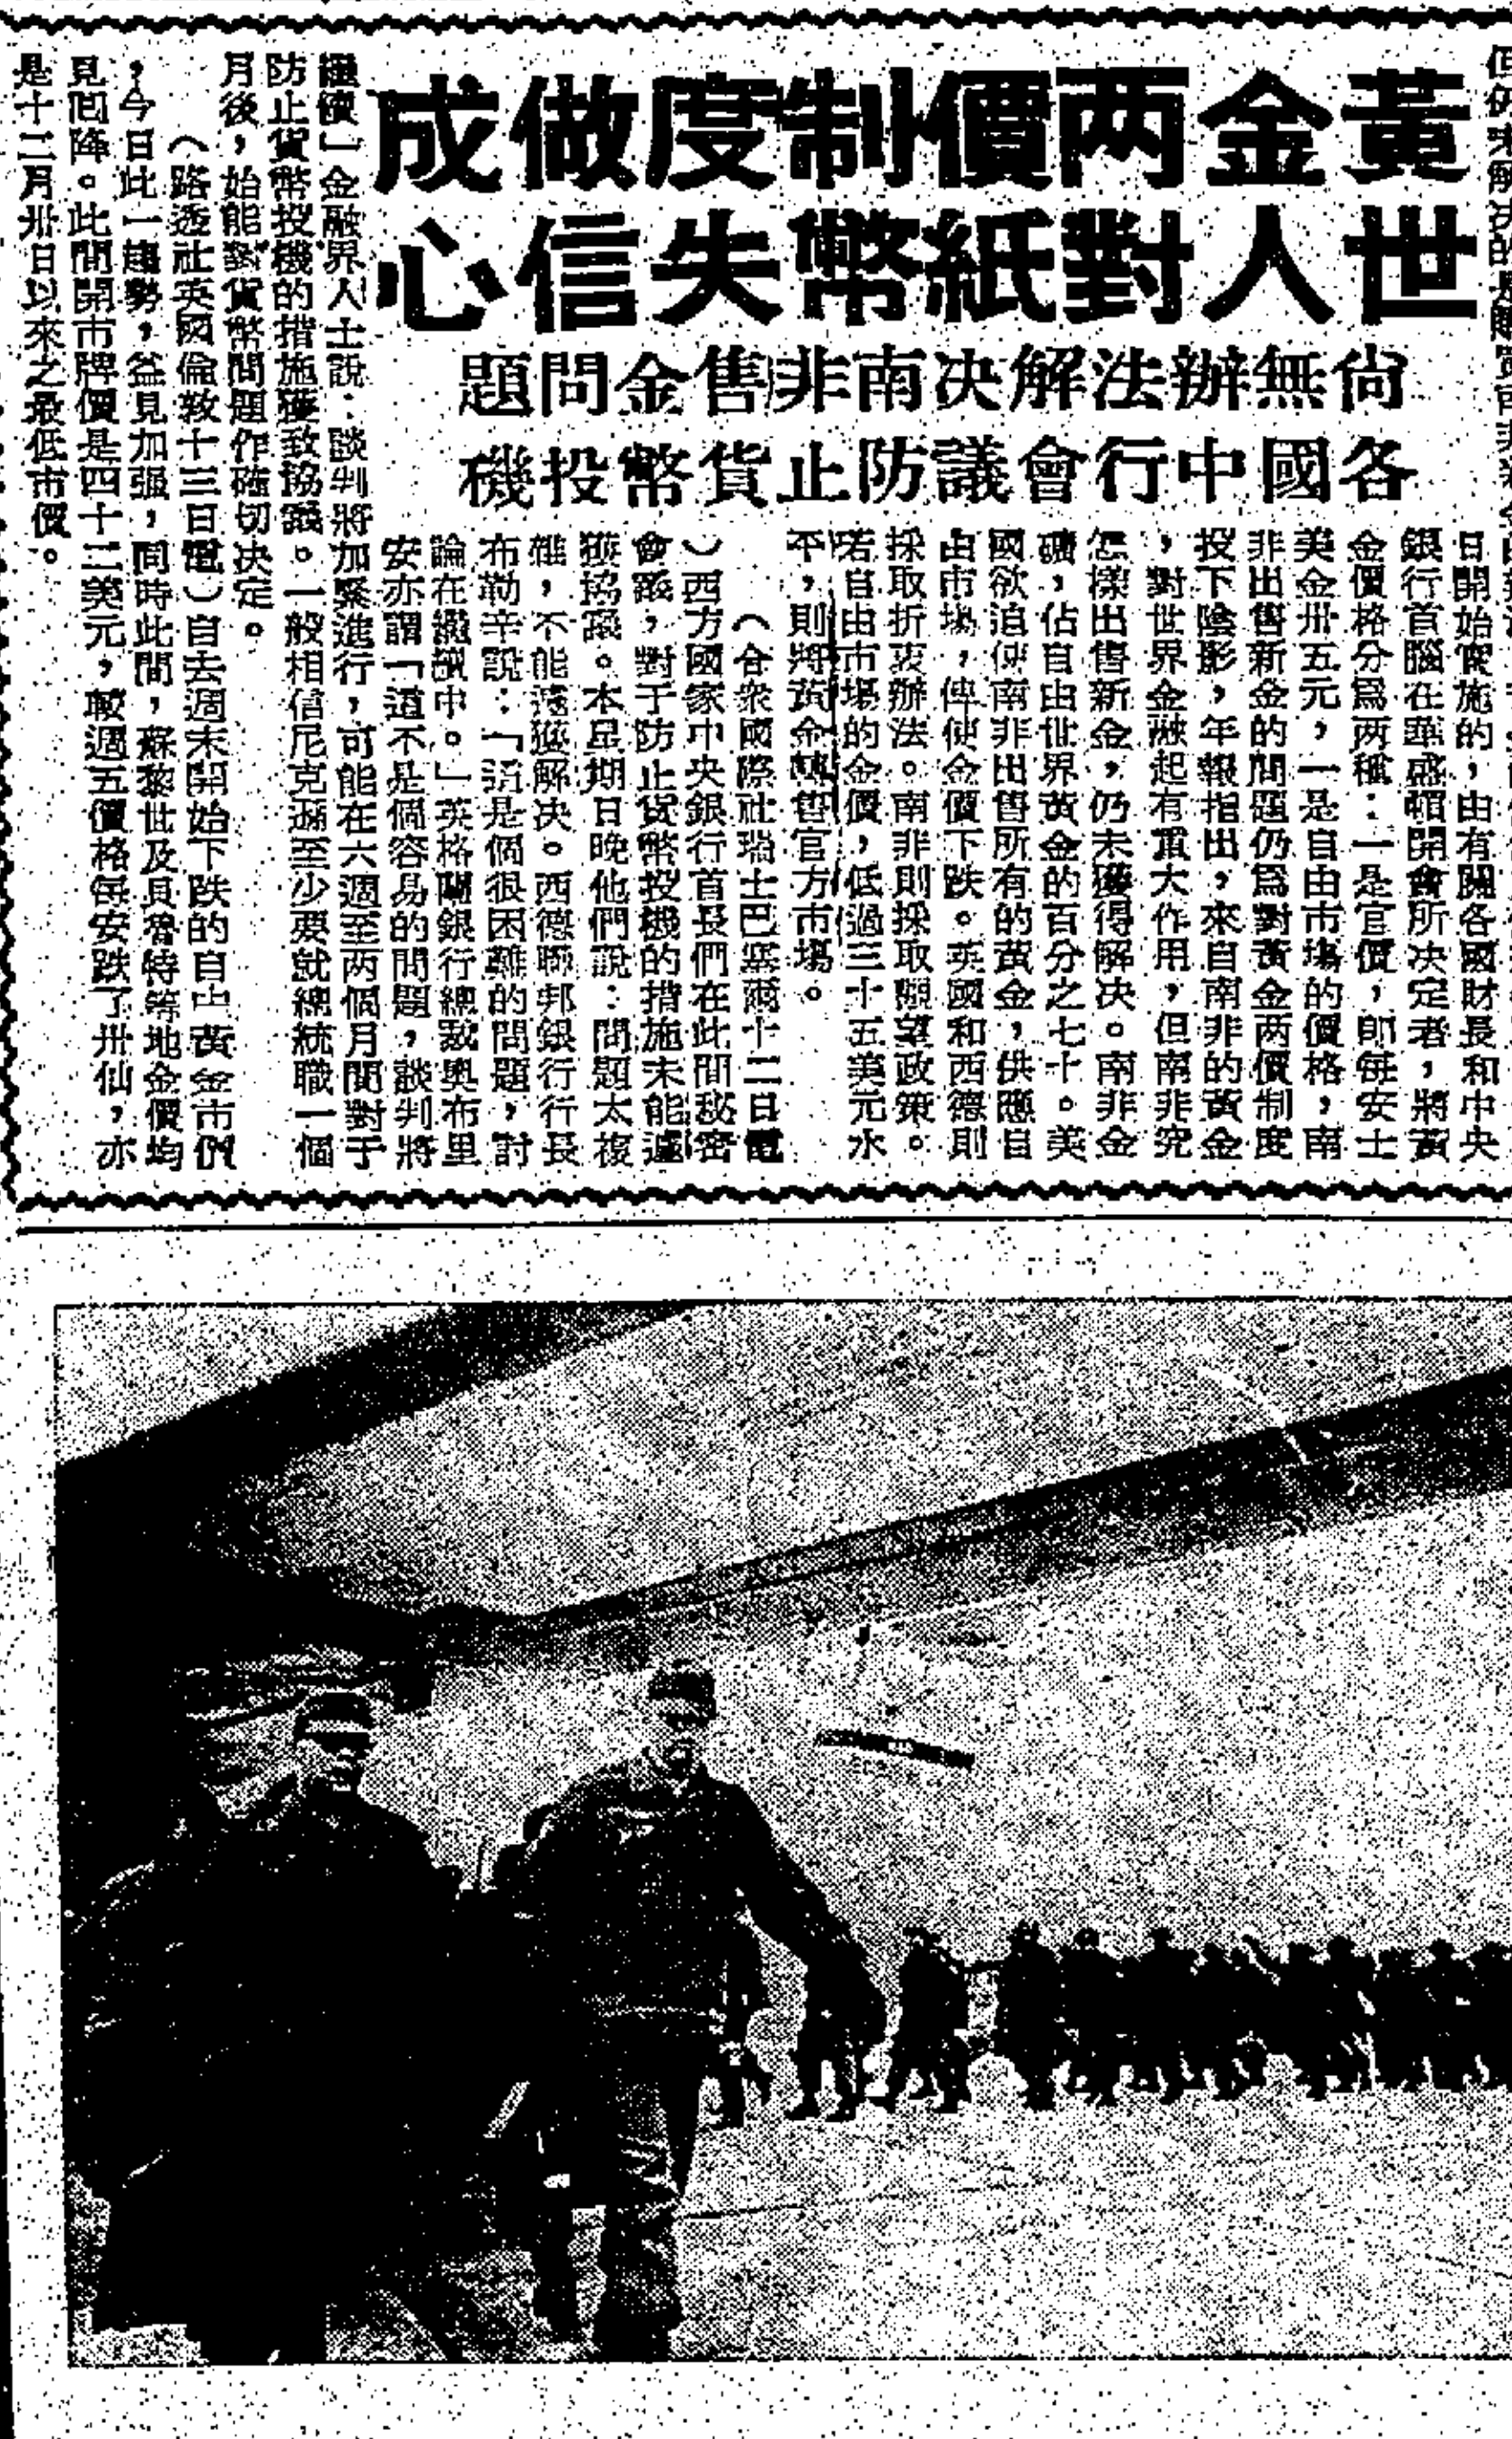 黃金两價制度做成
世人對紙幣失信心
尙無辦法解决南非售金問題
各國中行會議防止貨幣投機
日開始實施的，由有關各國財長和中央
銀行首腦在華盛頓開會所决定者，將黃
金價格分爲两種：一是官價，即每安士
美金卅五元，一是自由市場的價格，南
非出售新金的問題仍爲對黃金两價制度
投下陰影，年報指出，來自南非的黃金
，對世界金融起有重大作用，但南非究
怎樣出售新金，仍未獲得解决。南非金
礦，佔自由世界黃金的百分之七十。美
國欲迫使南非出售所有的黃金，供應自
由市場，俾使金價下跌。英國和西德則
採取折衷辦法。南非則採取觀望政策。
若自由市場的金價，低過三十五美元水
平，則將黃金轉售官方市場。
（合衆國際社瑞士巴塞爾十二日電
）西方國家中央銀行首長們在此間秘密
會議，對于防止貨幣投機的措施未能遽
獲協議。本星期日晚他們說：問題太複
雜，不能遽獲解决。西德聯邦銀行行長
布勒辛說：「這是個很困難的問題，討
論在繼續中。」英格蘭銀行總裁奧布里
安亦謂「這不是個容易的問題，談判將
繼續」金融界人士說：談判將加緊進行，可能在六週至两個月間對于
防止貨幣投機的措施獲致協議。一般相信尼克遜至少要就總統職一個
月後，始能對貨幣問題作確切决定。
（路透社英國倫敦十三日電）自去週末開始下跌的自由黃金市價
，今日此一趨勢，益見加强，同時此間，蘇黎世及貝魯特等地金價均
見回降。此間開市牌價是四十二美元，較週五價格每安跌了卅仙，亦
是十二月卅日以來之最低市價。